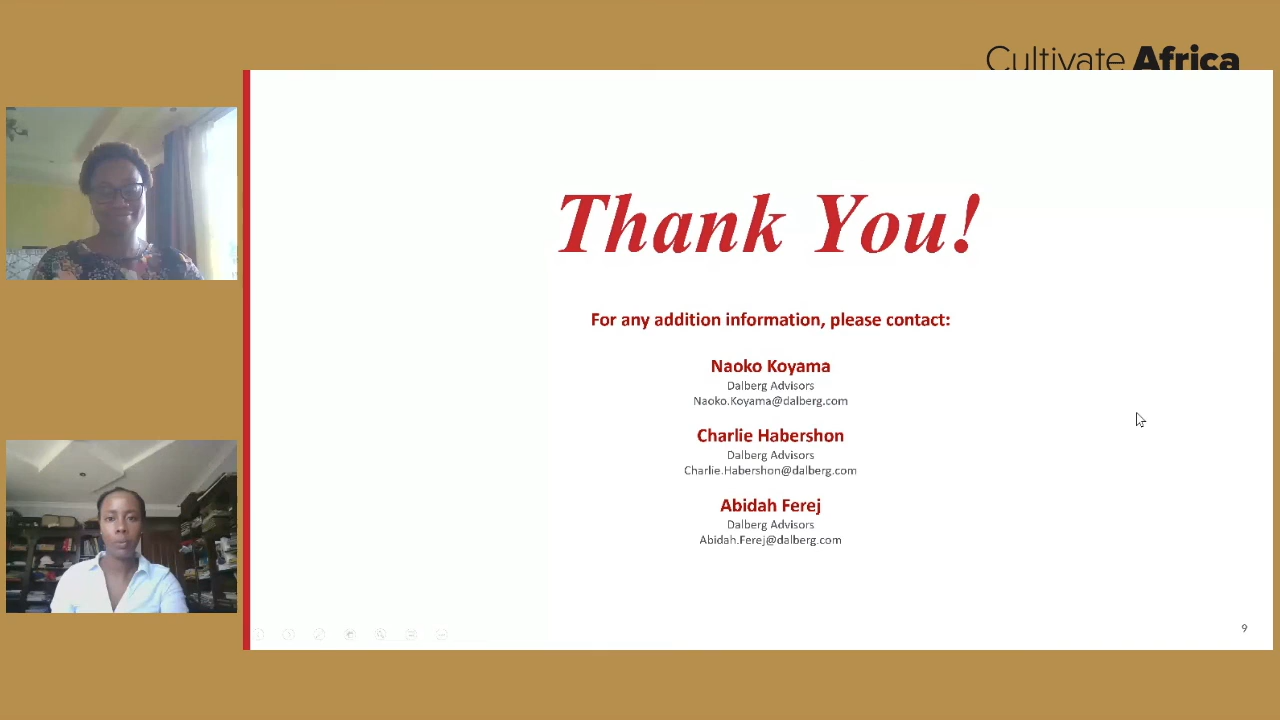 Cultivate Africa
Thank You!
For any addition information, please contact:
Naoko Koyama
Dalberg Advisors
Naoko.Koyama@dalberg.com
Charlie Habershon
Dalberg Advisors
Charlie.Habershon@dalberg.com
Abidah Ferej
Dalberg Advisors
Abidah.Ferej@dalberg.com
9